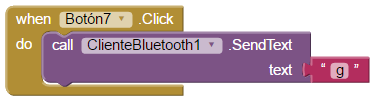 when Botón7 .Click
do call ClienteBluetooth1 .SendText
text " g "